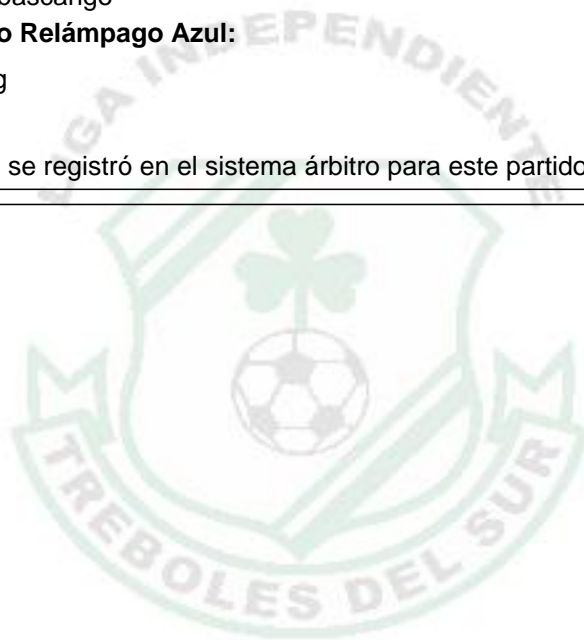 o Relámpago Azul:
g
se registró en el sistema árbitro para este partido
LIGA INDEPENDIENTE
TREBOLES DEL SUR